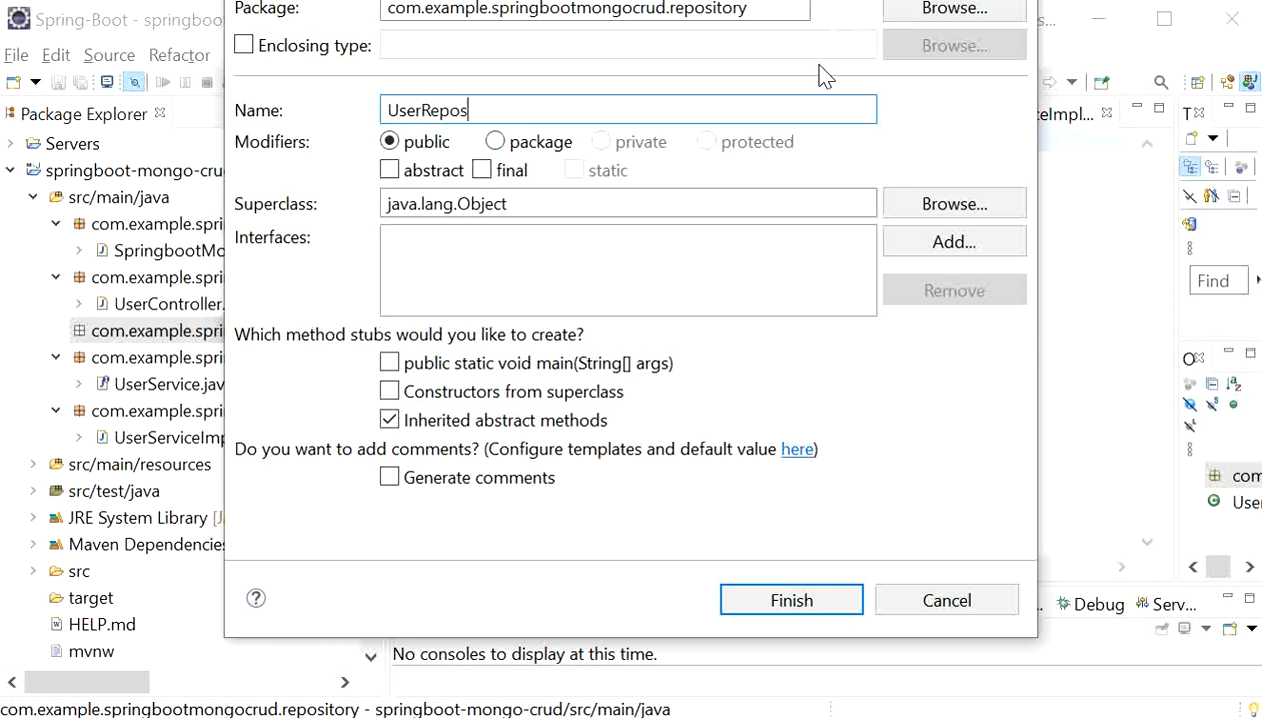 Spring-Boot - springboo
s...
File Edit Source Refactor
Package Explorer
Servers
springboot-mongo-cru
src/main/java
com.example.spri
SpringbootMo
com.example.spri
UserController.
com.example.spri
com.example.spri
UserService.jav
com.example.spri
UserServiceImp
src/main/resources
src/test/java
JRE System Library [J
Maven Dependencies
src
target
HELP.md
mvnw
Package: com.example.springbootmongocrud.repository Browse...
Enclosing type: Browse...
Name: UserRepos
Modifiers: public package private protected
abstract final static
Superclass: java.lang.Object Browse...
Interfaces: Add...
Remove
Which method stubs would you like to create?
public static void main(String[] args)
Constructors from superclass
Inherited abstract methods
Do you want to add comments? (Configure templates and default value here)
Generate comments
Finish Cancel
ceImpl...
Find
com
User
Debug Serv...
No consoles to display at this time.
com.example.springbootmongocrud.repository - springboot-mongo-crud/src/main/java